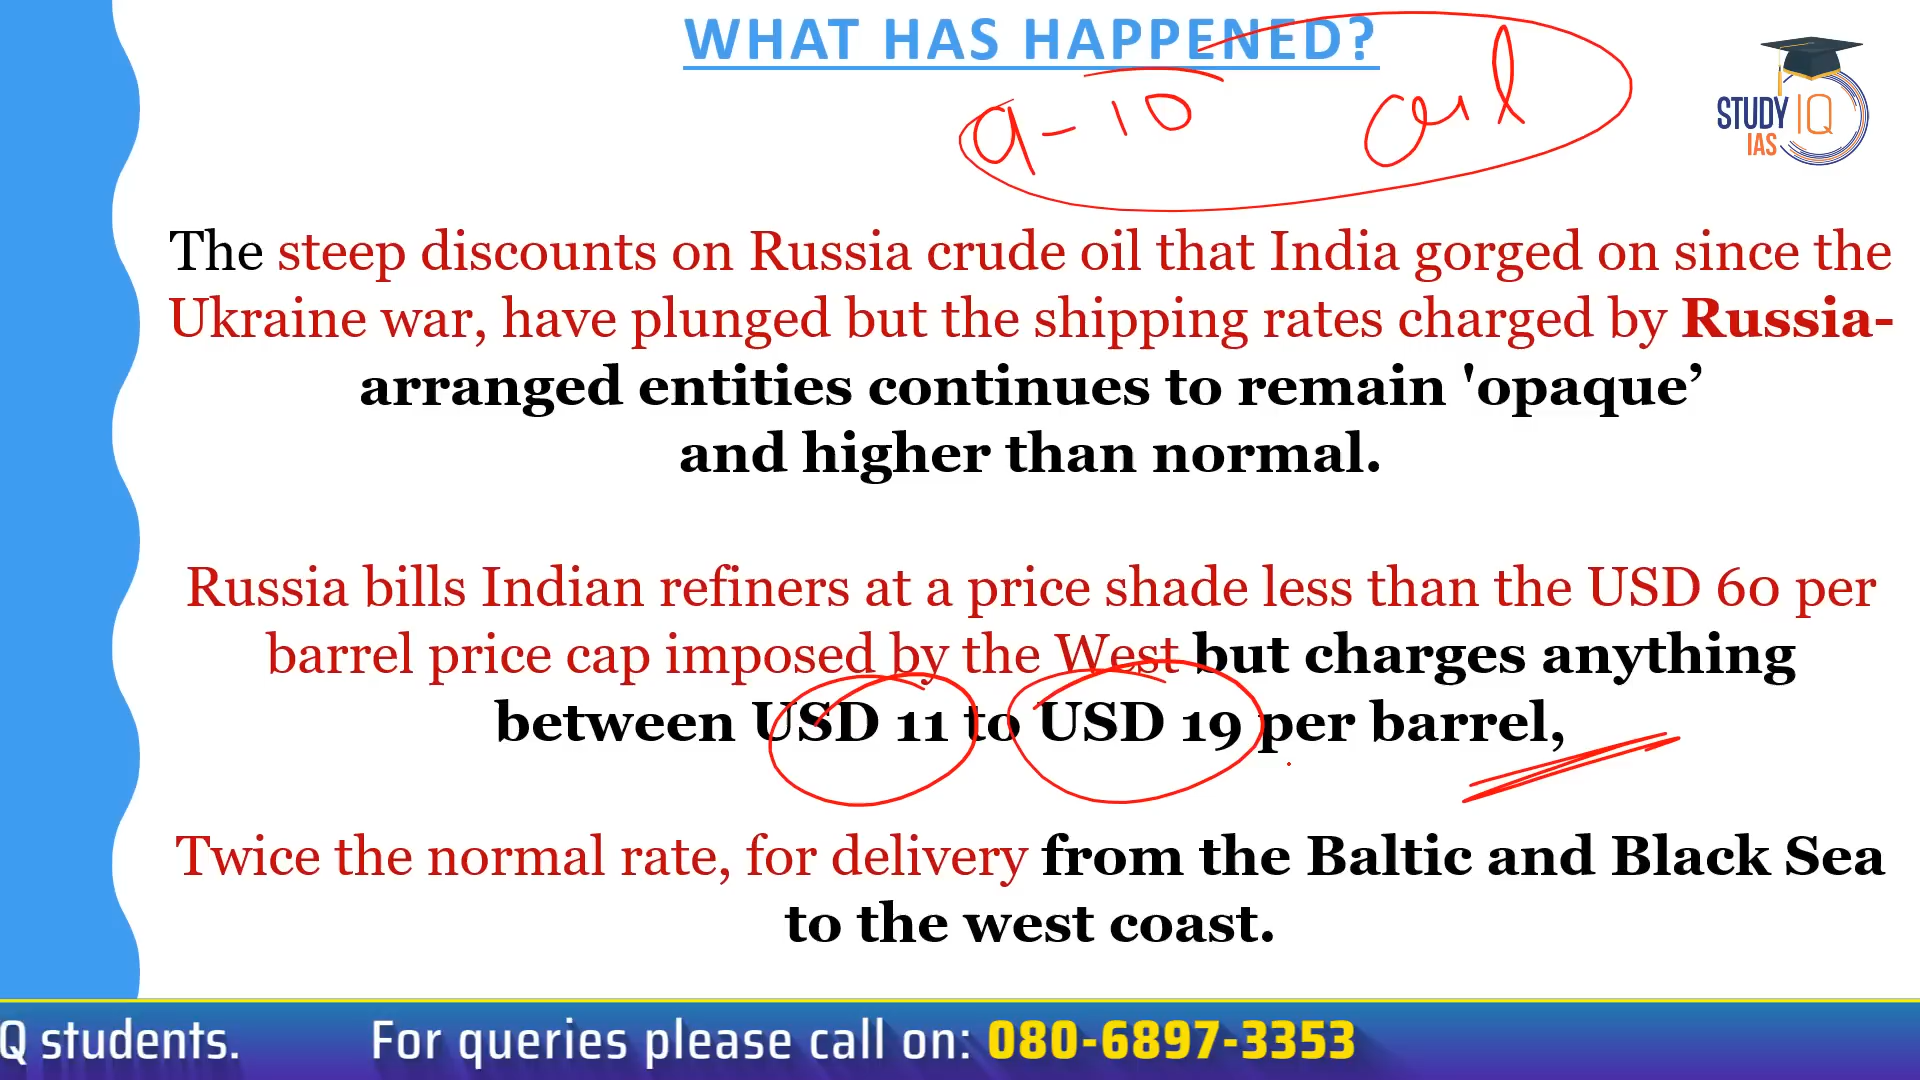 WHAT HAS HAPPENED?
9-10 oil
STUDY IQ
IAS
The steep discounts on Russia crude oil that India gorged on since the
Ukraine war, have plunged but the shipping rates charged by Russia-
arranged entities continues to remain 'opaque’
and higher than normal.
Russia bills Indian refiners at a price shade less than the USD 60 per
barrel price cap imposed by the West but charges anything
between USD 11 to USD 19 per barrel,
Twice the normal rate, for delivery from the Baltic and Black Sea
to the west coast.
Q students. For queries please call on: 080-6897-3353